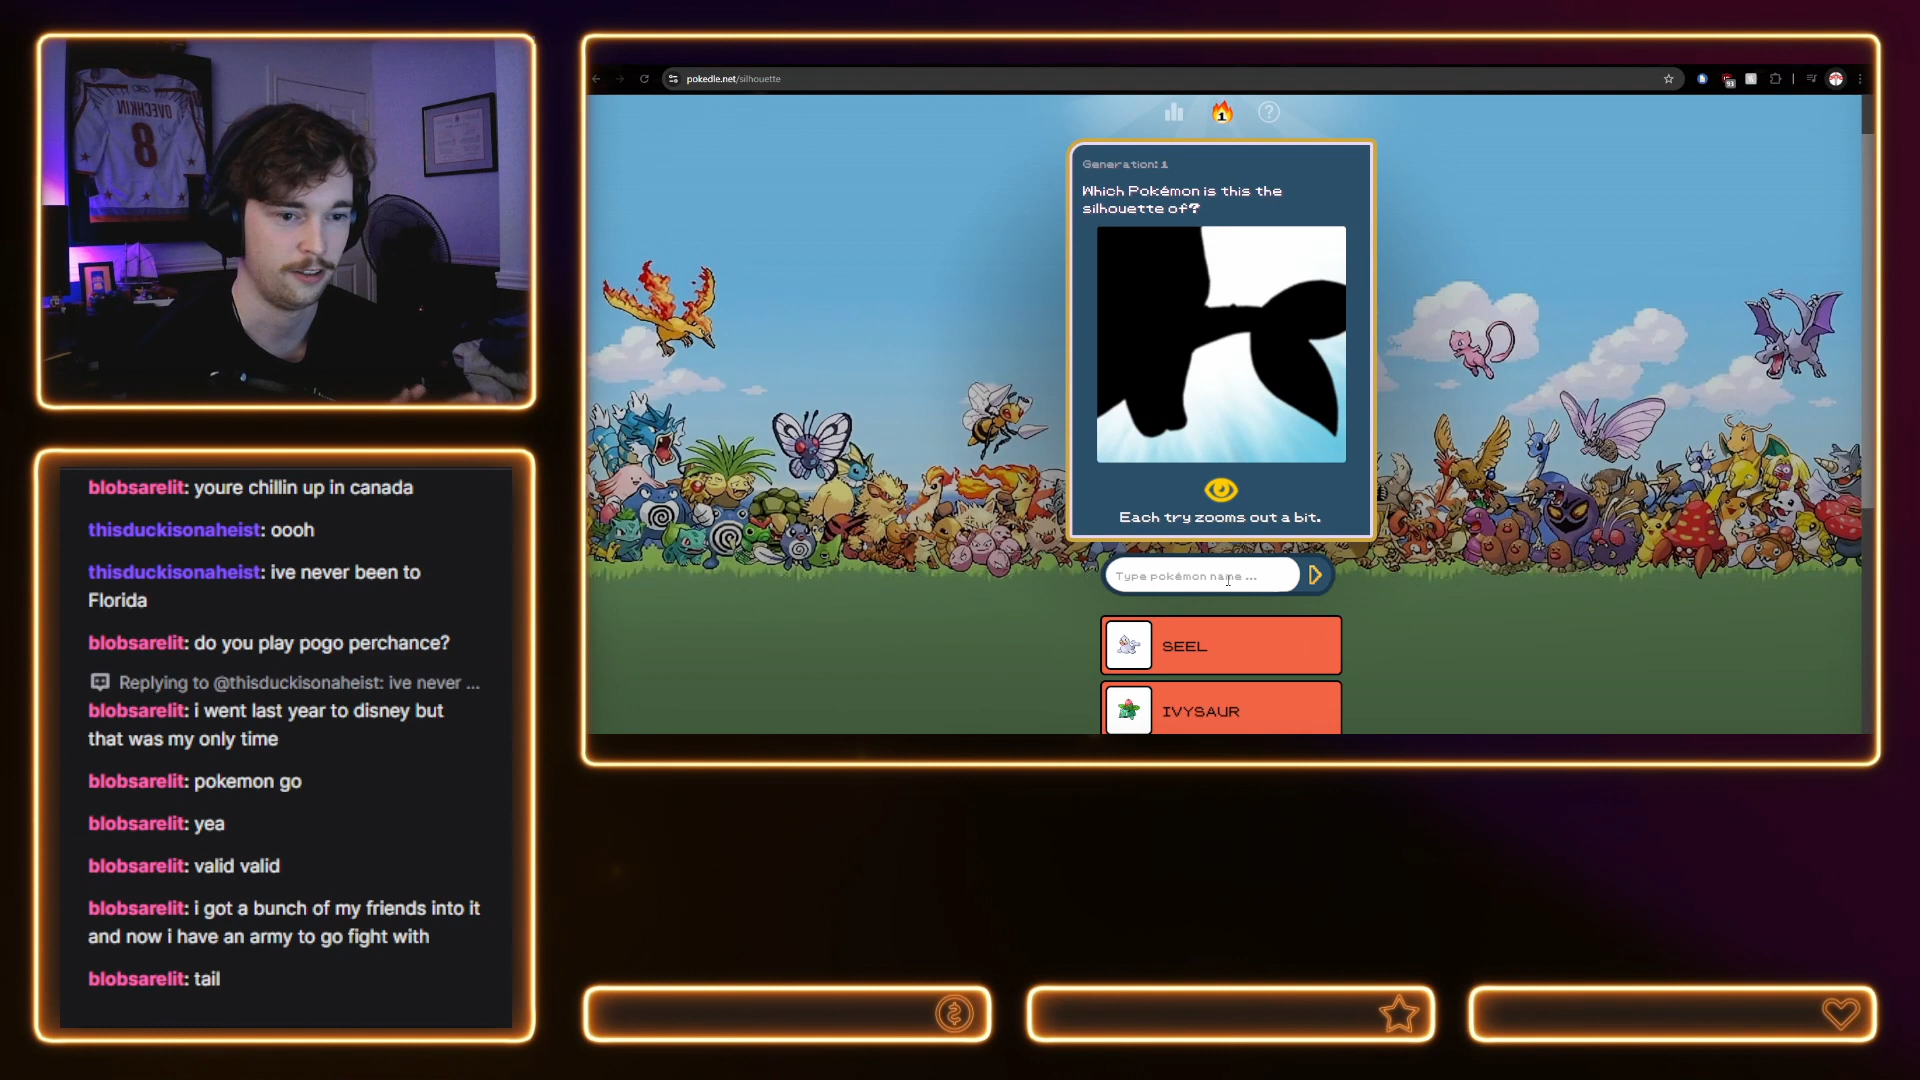 OVECHKIN
8
blobsarelit: youre chillin up in canada
thisduckisonaheist: oooh
thisduckisonaheist: ive never been to
Florida
blobsarelit: do you play pogo perchance?
Replying to @thisduckisonaheist: ive never ...
blobsarelit: i went last year to disney but
that was my only time
blobsarelit: pokemon go
blobsarelit: yea
blobsarelit: valid valid
blobsarelit: i got a bunch of my friends into it
and now i have an army to go fight with
blobsarelit: tail
pokedle.net/silhouette
93
1
Generation: 1
Which Pokémon is this the
silhouette of?
Each try zooms out a bit.
Type pokémon name ...
SEEL
IVYSAUR